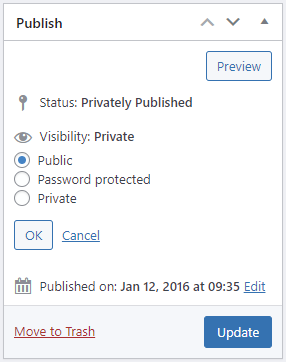 Publish
Preview
Status: Privately Published
Visibility: Private
Public
Password protected
Private
OK Cancel
Published on: Jan 12, 2016 at 09:35 Edit
Move to Trash Update